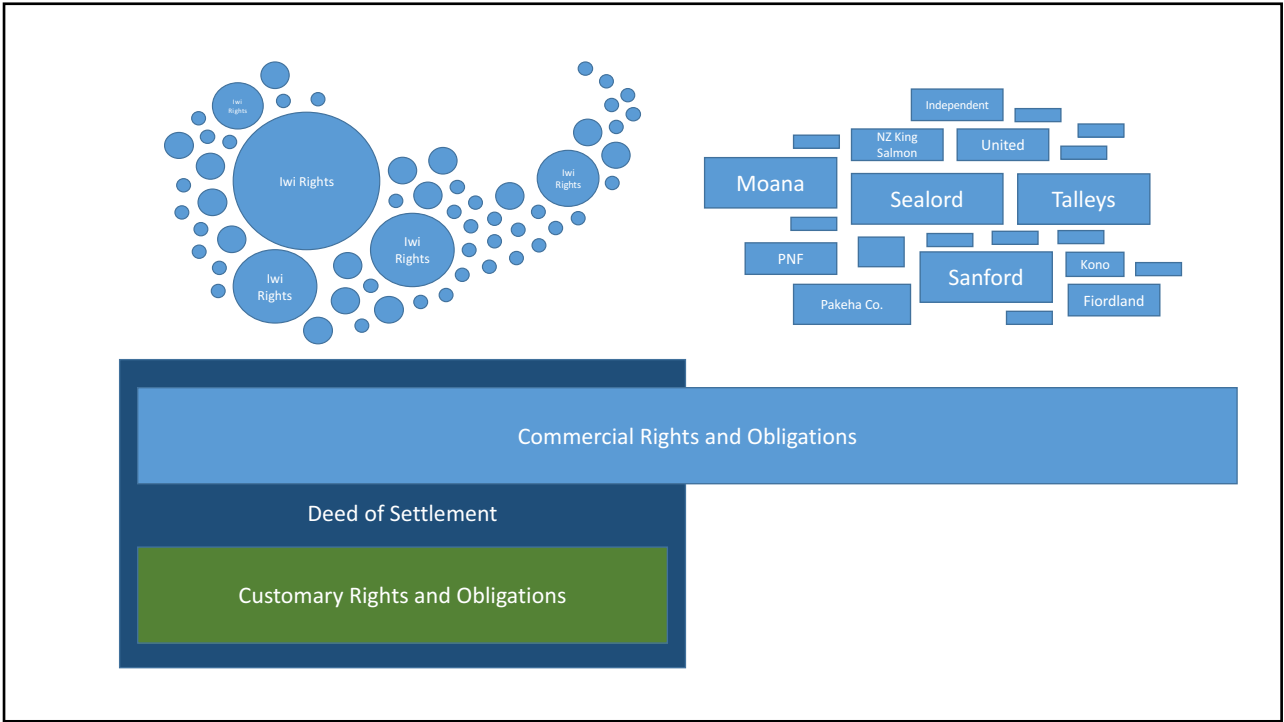 Iwi
Rights
Iwi Rights
Iwi
Rights
Iwi
Rights
Iwi
Rights
Independent
NZ King
Salmon
United
Moana
Sealord
Talleys
PNF
Sanford
Kono
Pakeha Co.
Fiordland
Commercial Rights and Obligations
Deed of Settlement
Customary Rights and Obligations